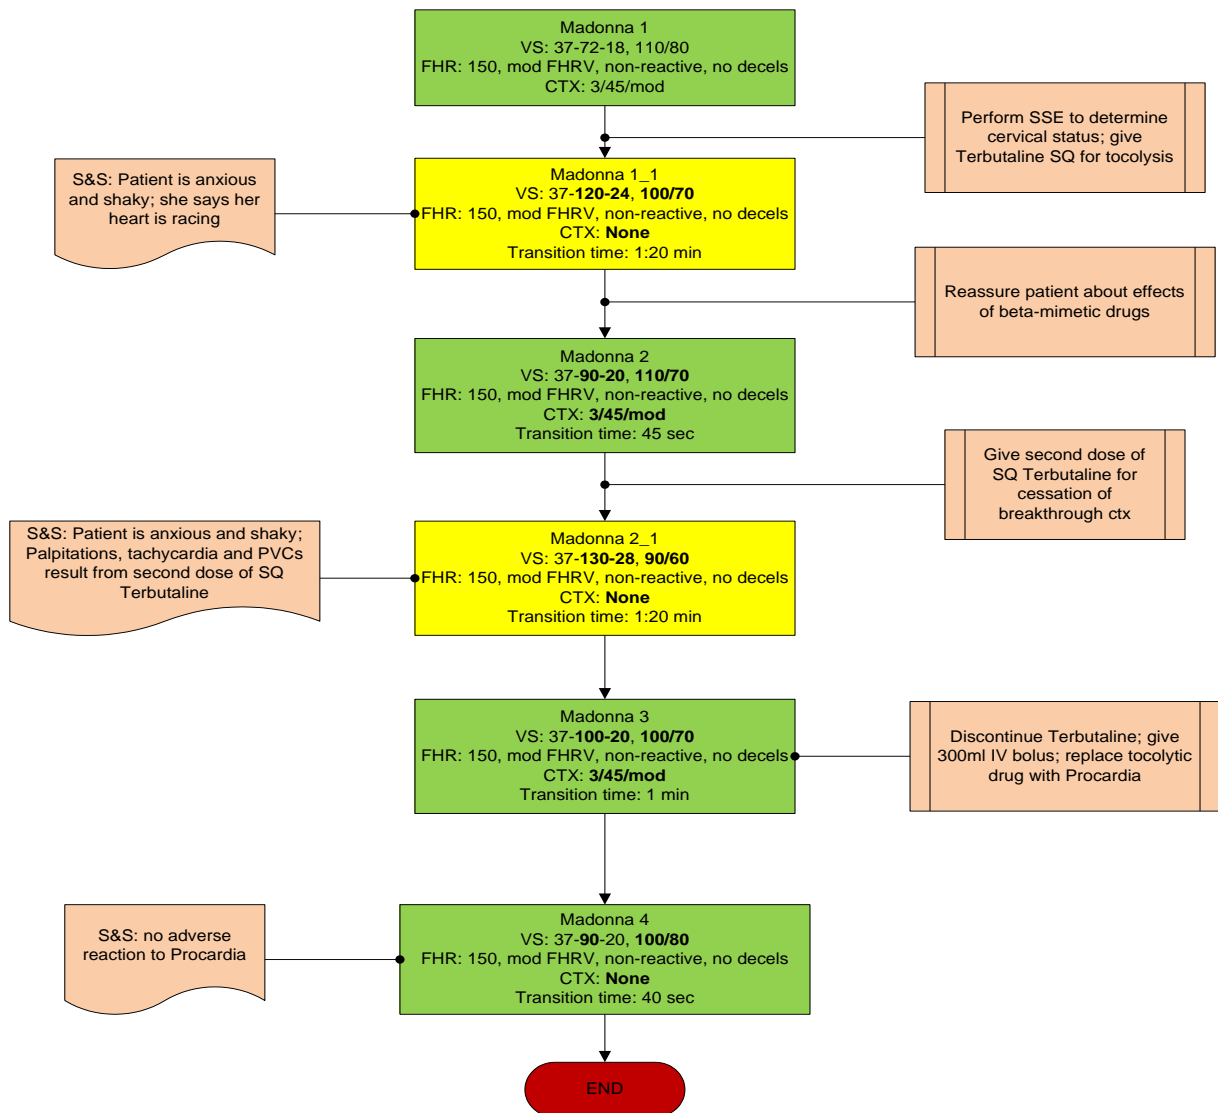 Madonna 1
VS: 37-72-18, 110/80
FHR: 150, mod FHRV, non-reactive, no decels
CTX: 3/45/mod
Perform SSE to determine
cervical status; give
Terbutaline SQ for tocolysis
S&S: Patient is anxious
and shaky; she says her
heart is racing
Madonna 1_1
VS: 37-120-24, 100/70
FHR: 150, mod FHRV, non-reactive, no decels
CTX: None
Transition time: 1:20 min
Reassure patient about effects
of beta-mimetic drugs
Madonna 2
VS: 37-90-20, 110/70
FHR: 150, mod FHRV, non-reactive, no decels
CTX: 3/45/mod
Transition time: 45 sec
Give second dose of
SQ Terbutaline for
cessation of
breakthrough ctx
S&S: Patient is anxious and shaky;
Palpitations, tachycardia and PVCs
result from second dose of SQ
Terbutaline
Madonna 2_1
VS: 37-130-28, 90/60
FHR: 150, mod FHRV, non-reactive, no decels
CTX: None
Transition time: 1:20 min
Madonna 3
VS: 37-100-20, 100/70
FHR: 150, mod FHRV, non-reactive, no decels
CTX: 3/45/mod
Transition time: 1 min
Discontinue Terbutaline; give
300ml IV bolus; replace tocolytic
drug with Procardia
S&S: no adverse
reaction to Procardia
Madonna 4
VS: 37-90-20, 100/80
FHR: 150, mod FHRV, non-reactive, no decels
CTX: None
Transition time: 40 sec
END